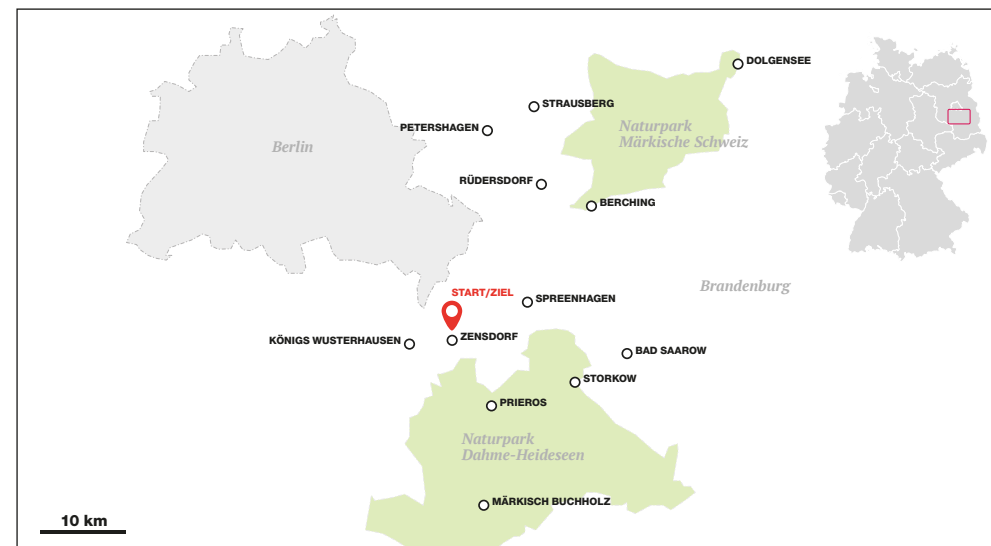 DOLGENSEE
STRAUSBERG
PETERSHAGEN
Naturpark
Märkische Schweiz
Berlin
RÜDERSDORF
BERCHING
Brandenburg
START/ZIEL
SPREENHAGEN
ZENSDORF
KÖNIGS WUSTERHAUSEN
BAD SAAROW
STORKOW
PRIEROS
Naturpark
Dahme-Heideseen
MÄRKISCH BUCHHOLZ
10 km